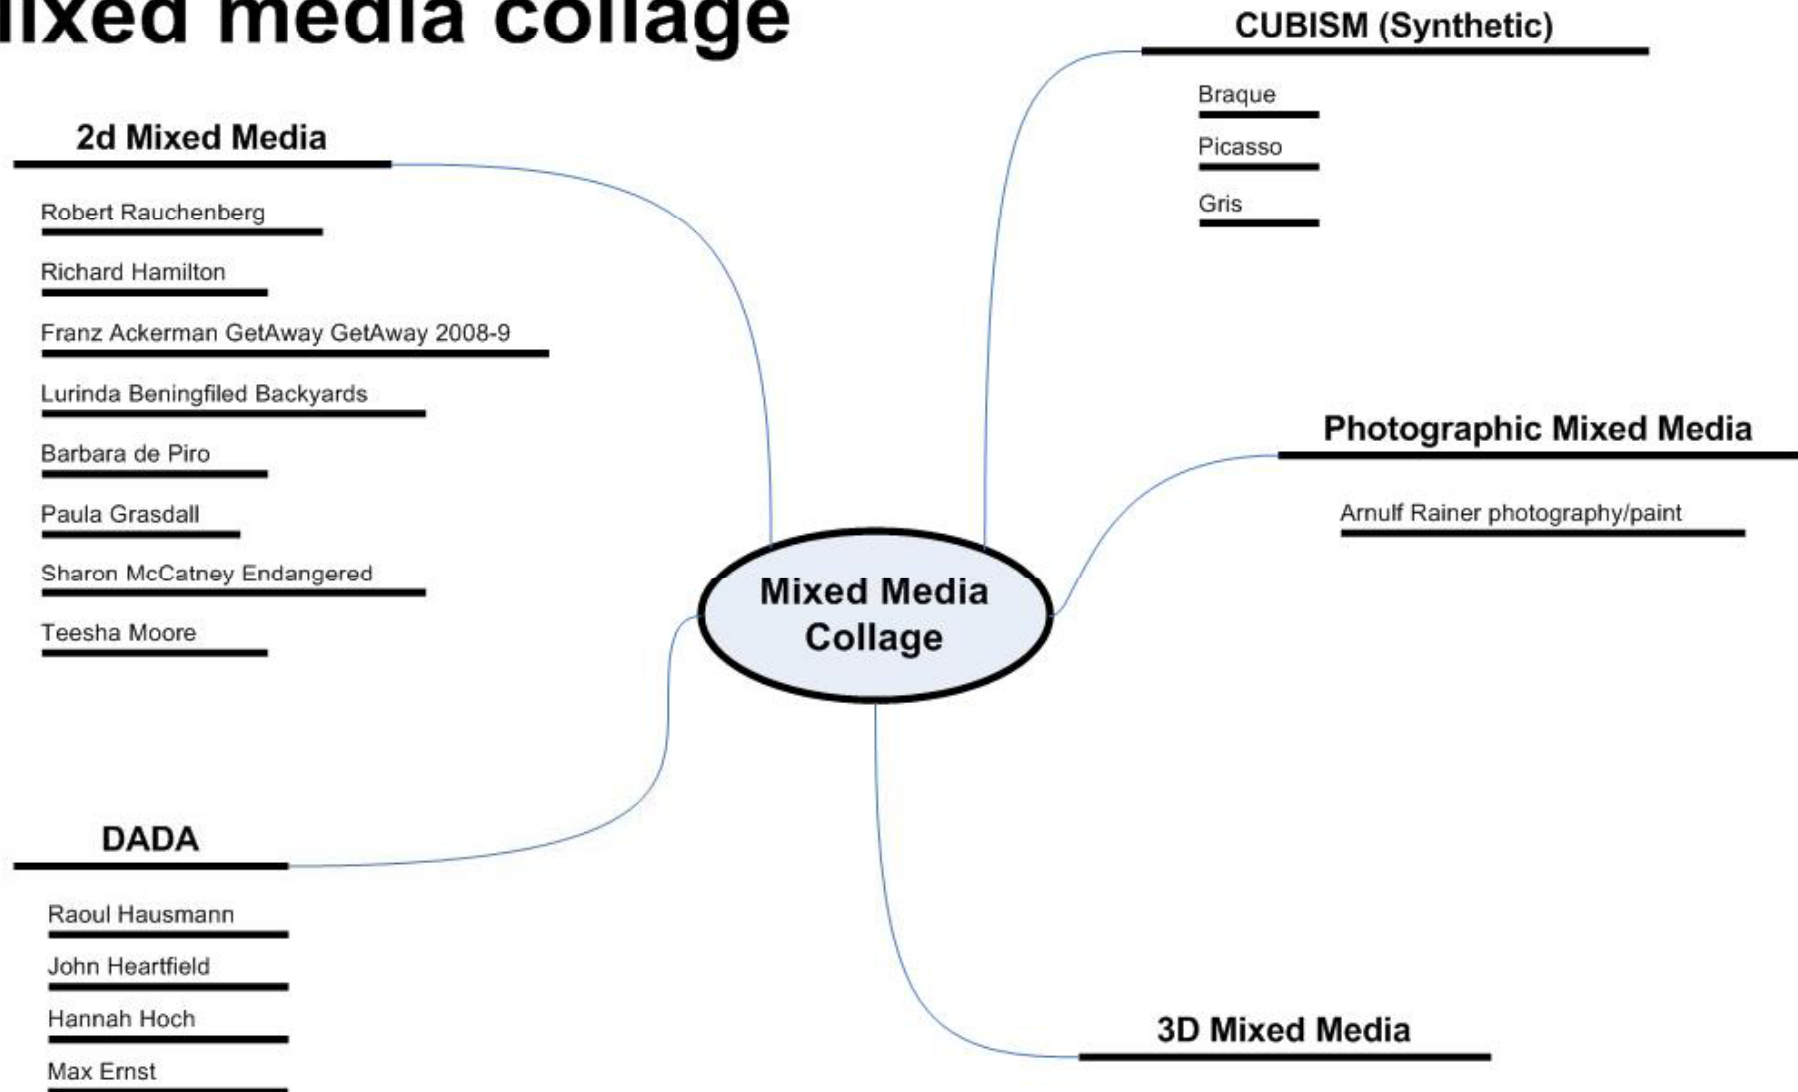 ixed media collage
2d Mixed Media
Robert Rauchenberg
Richard Hamilton
Franz Ackerman GetAway GetAway 2008-9
Lurinda Beningfiled Backyards
Barbara de Piro
Paula Grasdall
Sharon McCatney Endangered
Teesha Moore
DADA
Raoul Hausmann
John Heartfield
Hannah Hoch
Max Ernst
Mixed Media
Collage
CUBISM (Synthetic)
Braque
Picasso
Gris
Photographic Mixed Media
Arnulf Rainer photography/paint
3D Mixed Media